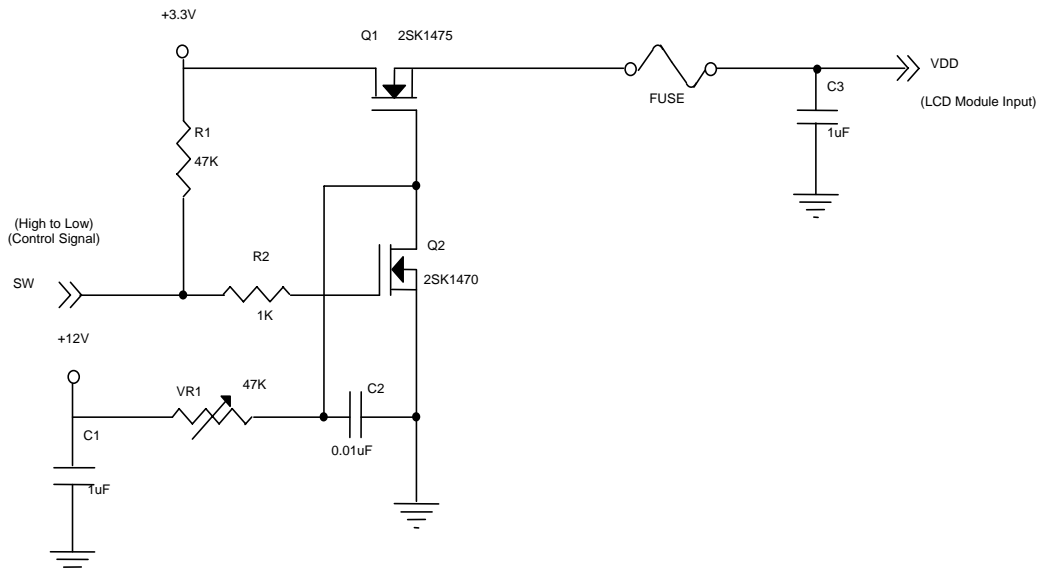 +3.3V
Q1 2SK1475
VDD
FUSE
C3
(LCD Module Input)
R1
1uF
47K
(High to Low)
(Control Signal)
Q2
R2
SW
2SK1470
1K
+12V
VR1
47K
C2
C1
0.01uF
1uF